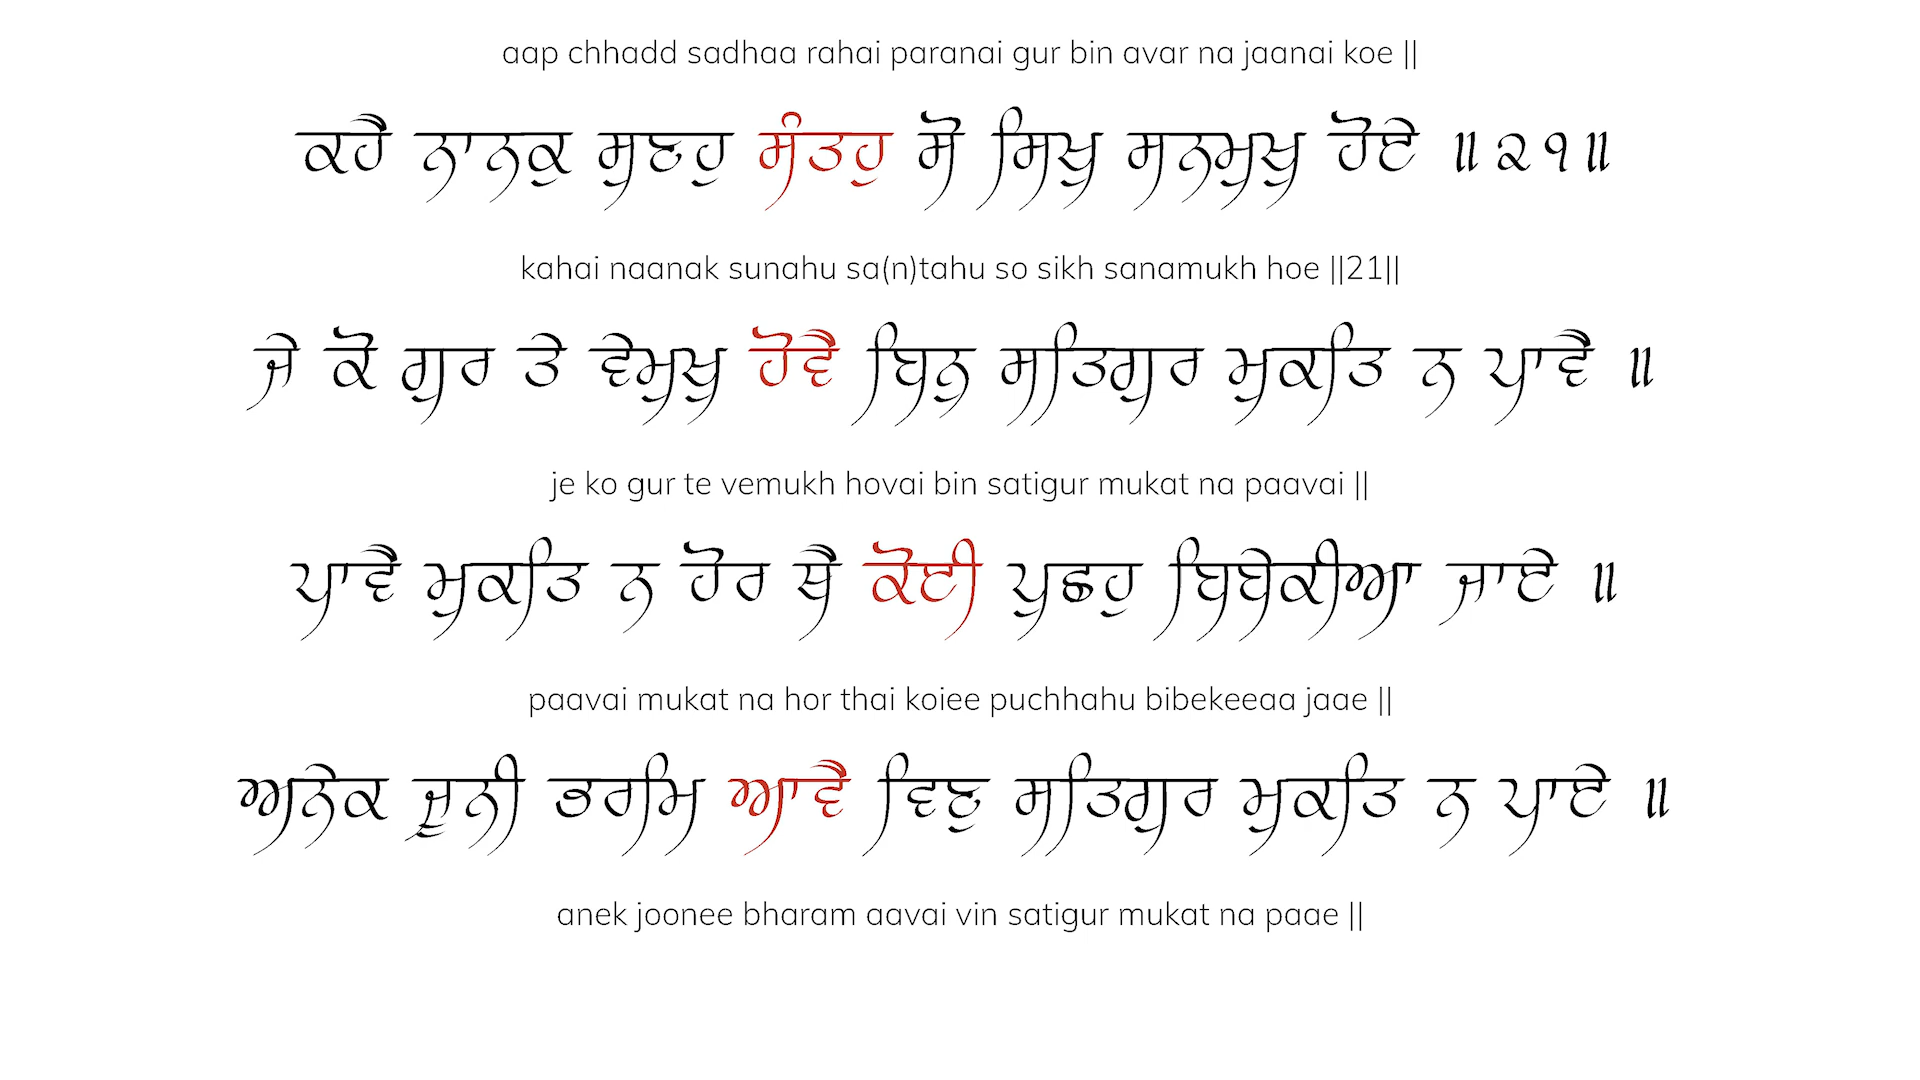 aap chhadd sadhaa rahai paranai gur bin avar na jaanai koe ||
ਕਹੈ ਨਾਨਕੁ ਸੁਣਹੁ ਸੰਤਹੁ ਸੋ ਸਿਖੁ ਸਨਮੁਖੁ ਹੋਏ ॥੨੧॥
kahai naanak sunahu sa(n)tahu so sikh sanamukh hoe ||21||
ਜੇ ਕੋ ਗੁਰ ਤੇ ਵੇਮੁਖੁ ਹੋਵੈ ਬਿਨੁ ਸਤਿਗੁਰ ਮੁਕਤਿ ਨ ਪਾਵੈ ॥
je ko gur te vemukh hovai bin satigur mukat na paavai ||
ਪਾਵੈ ਮੁਕਤਿ ਨ ਹੋਰ ਥੈ ਕੋਈ ਪੁਛਹੁ ਬਿਬੇਕੀਆ ਜਾਏ ॥
paavai mukat na hor thai koiee puchhahu bibekeeaa jaae ||
ਅਨੇਕ ਜੂਨੀ ਭਰਮਿ ਆਵੈ ਵਿਣੁ ਸਤਿਗੁਰ ਮੁਕਤਿ ਨ ਪਾਏ ॥
anek joonee bharam aavai vin satigur mukat na paae ||